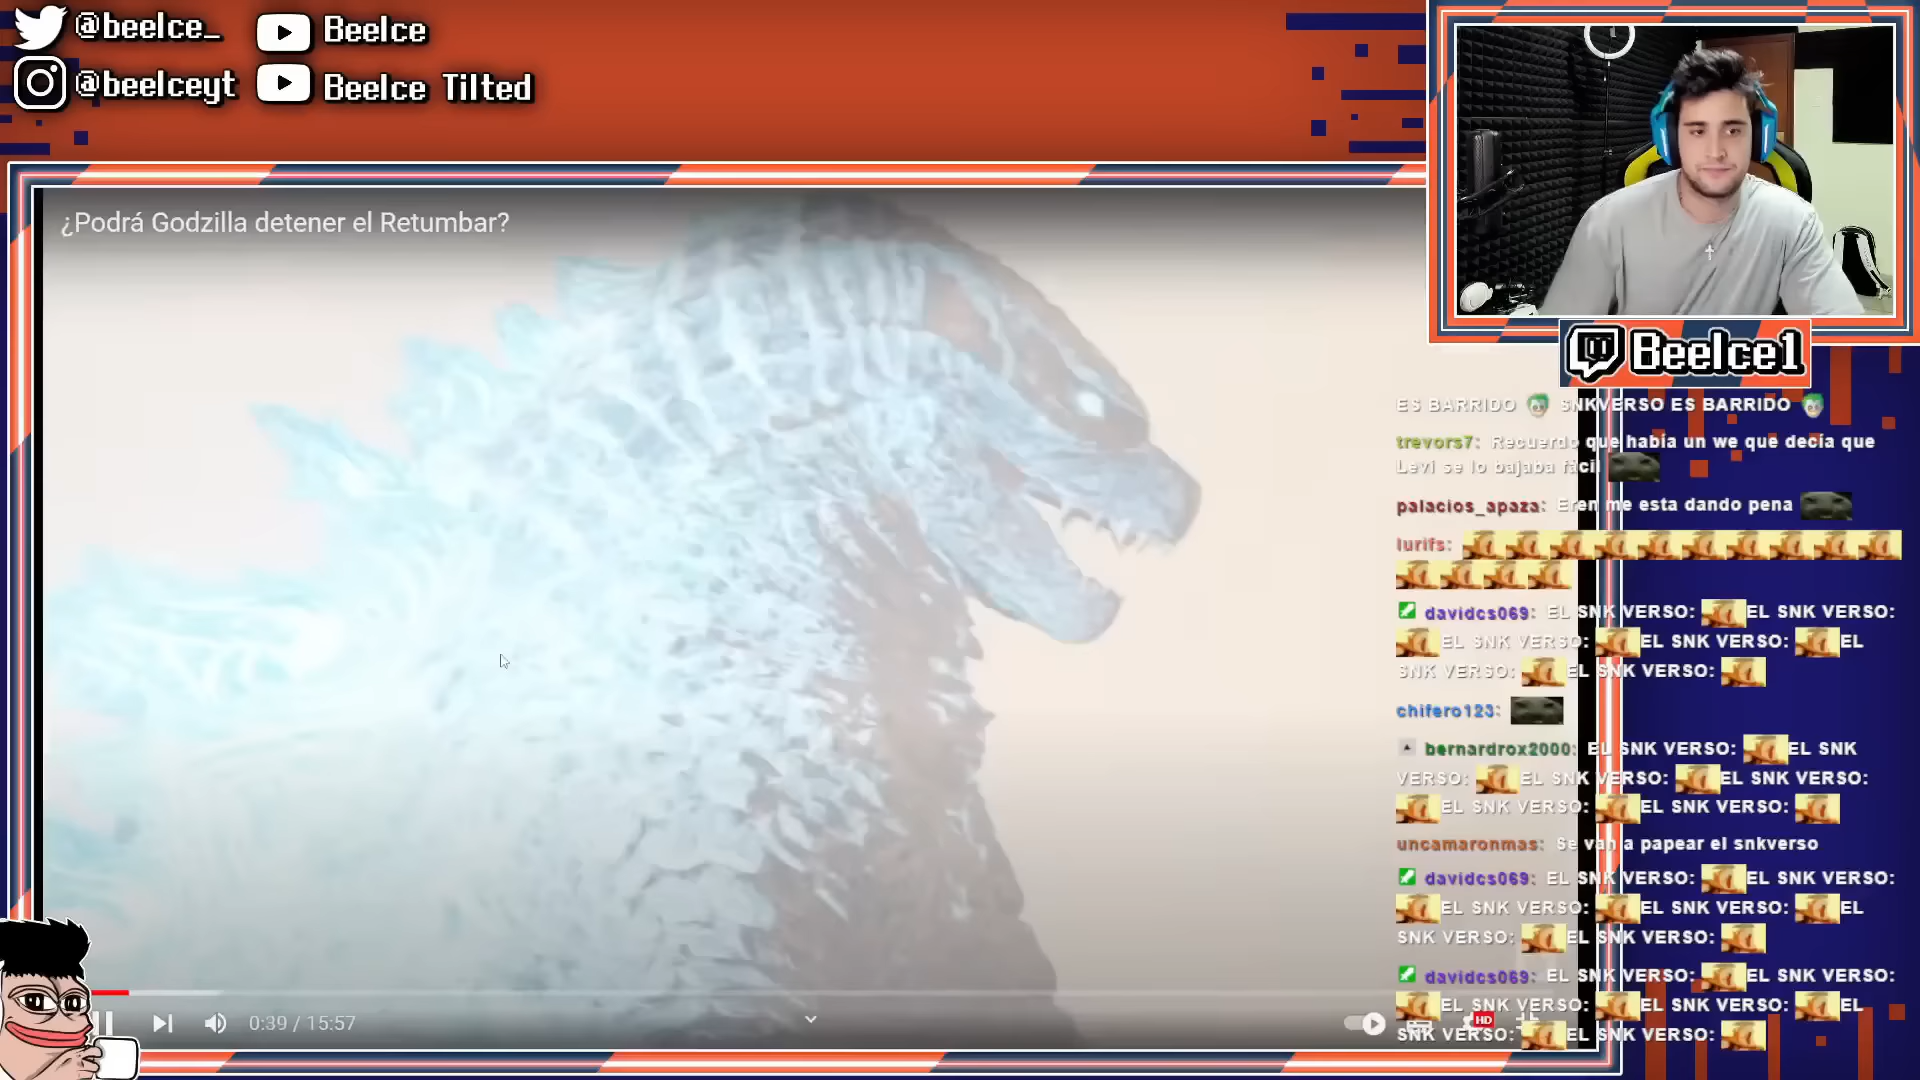 @beelce_
Beelce
@beelceyt
Beelce Tilted
¿Podrá Godzilla detener el Retumbar?
Beelce1
ES BARRIDO SNKVERSO ES BARRIDO
trevors7: Recuerdo que había un we que decía que
Levi se lo bajaba fácil
palacios_apaza: Eren me esta dando pena
lurifs:
davidcs069: EL SNK VERSO: EL SNK VERSO:
EL SNK VERSO: EL SNK VERSO: EL
SNK VERSO: EL SNK VERSO:
chifero123:
bernardrox2000: EL SNK VERSO: EL SNK
VERSO: EL SNK VERSO: EL SNK VERSO:
EL SNK VERSO: EL SNK VERSO:
uncamaronmas: Se van a papear el snkverso
davidcs069: EL SNK VERSO: EL SNK VERSO:
EL SNK VERSO: EL SNK VERSO: EL
SNK VERSO: EL SNK VERSO:
davidcs069: EL SNK VERSO: EL SNK VERSO:
EL SNK VERSO: EL SNK VERSO: EL
SNK VERSO: EL SNK VERSO:
0:39 / 15:57
HD